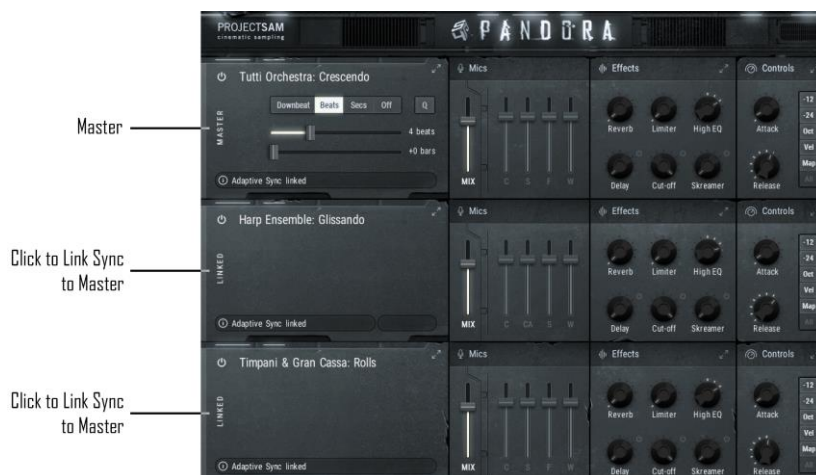 PROJECTSAM
cinematic sampling
PANDORA
Master
MASTER
Tutti Orchestra: Crescendo
Downbeat Beats Secs Off Q
4 beats
+0 bars
Adaptive Sync linked
Mics
MIX C S F W
Effects
Reverb Limiter High EQ
Delay Cut-off Skreamer
Controls
Attack
Release
-12
-24
Oct
Vel
Map
Alt
Click to Link Sync
to Master
LINKED
Harp Ensemble: Glissando
Adaptive Sync linked
Mics
MIX C CA S W
Effects
Reverb Limiter High EQ
Delay Cut-off Skreamer
Controls
Attack
Release
-12
-24
Oct
Vel
Map
Alt
Click to Link Sync
to Master
LINKED
Timpani & Gran Cassa: Rolls
Adaptive Sync linked
Mics
MIX C S F W
Effects
Reverb Limiter High EQ
Delay Cut-off Skreamer
Controls
Attack
Release
-12
-24
Oct
Vel
Map